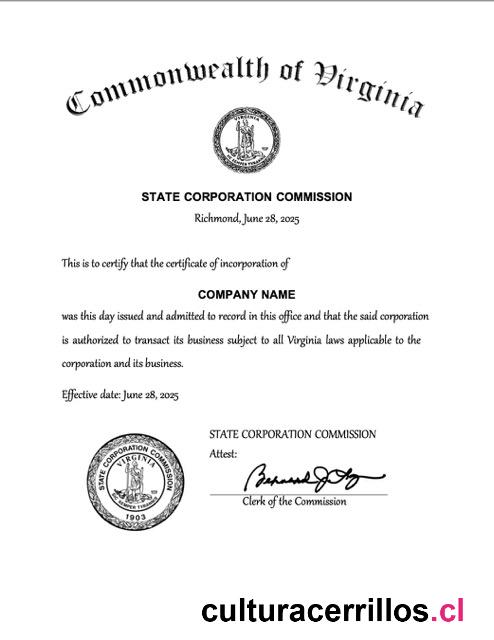 Commonwealth of Virginia
VIRGINIA
SIC SEMPER TYRANNIS
STATE CORPORATION COMMISSION
Richmond, June 28, 2025
This is to certify that the certificate of incorporation of
COMPANY NAME
was this day issued and admitted to record in this office and that the said corporation
is authorized to transact its business subject to all Virginia laws applicable to the
corporation and its business.
Effective date: June 28, 2025
STATE CORPORATION COMMISSION
Attest:
Clerk of the Commission
STATE CORPORATION COMMISSION
VIRGINIA
SIC SEMPER TYRANNIS
1903
culturacerrillos.cl